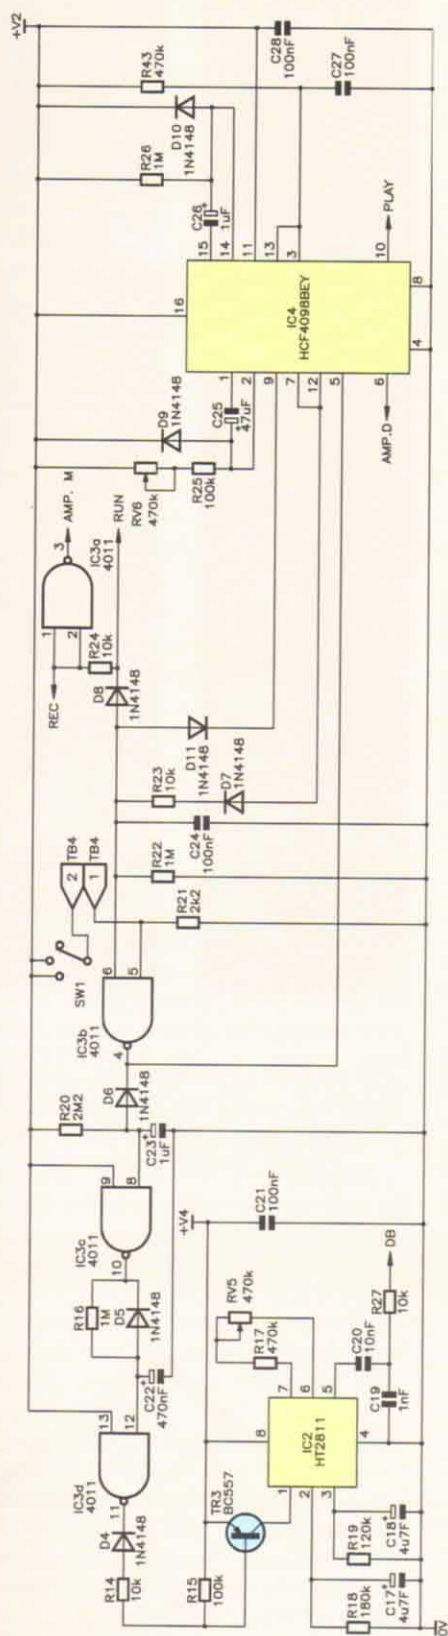 +V2
R43
470k
C28
100nF
C27
100nF
D10
1N4148
R26
1M
C26
+
1uF
15
14
11
13
3
10
PLAY
16
IC4
HCF4098BEY
8
4
1
2
9
7
12
5
6
AMP.D
D9
1N4148
C25
+
47uF
RV6
470k
R25
100k
AMP. M
3
IC3a
4011
RUN
1
2
R24
10k
REC
D8
1N4148
D11
1N4148
R23
10k
D7
1N4148
C24
100nF
R22
1M
R21
2k2
TB4
2
TB4
1
SW1
6
5
IC3b
4011
4
D6
1N4148
R20
2M2
C23
+
1uF
9
8
IC3c
4011
10
R16
1M
D5
1N4148
C22
+
470nF
13
12
IC3d
4011
11
D4
1N4148
R14
10k
+V4
C21
100nF
RV5
470k
R17
470k
DB
R27
10k
C20
10nF
C19
1nF
7
6
5
8
IC2
HT2811
4
1
2
3
TR3
BC557
R15
100k
R19
120k
C18
+
4u7F
C17
+
4u7F
R18
180k
0V